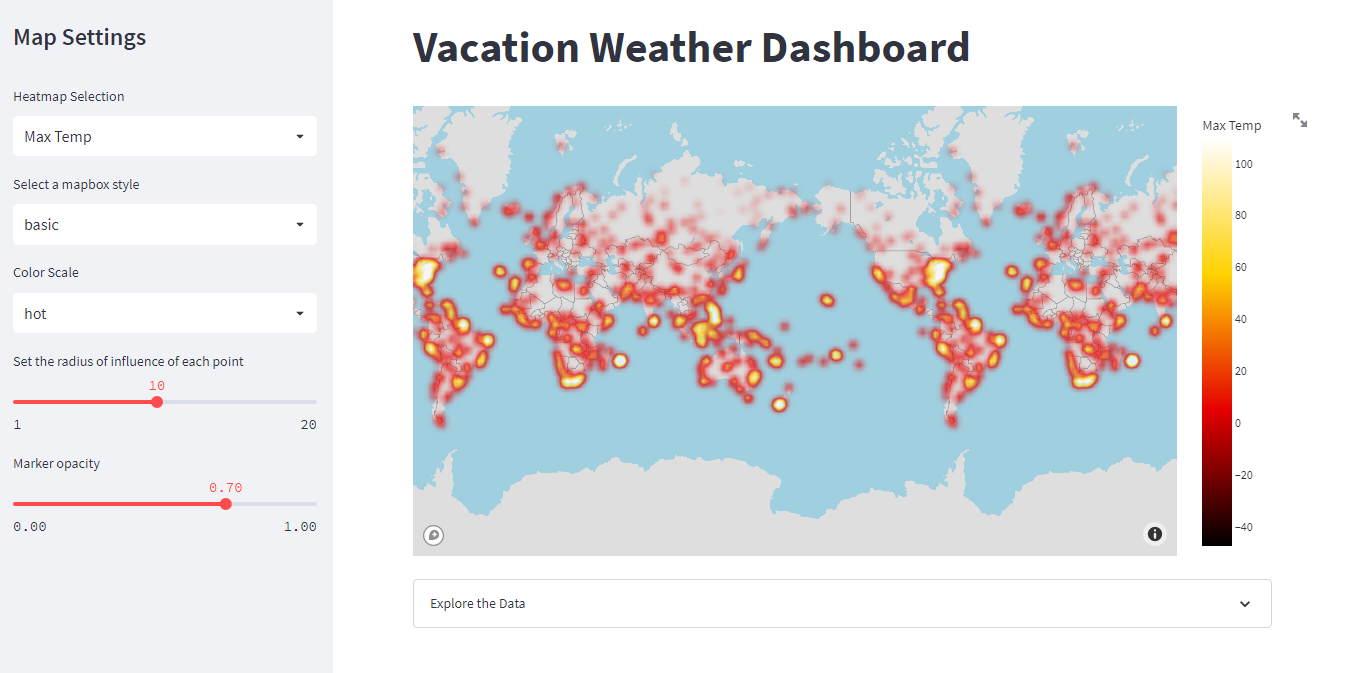 Map Settings
Heatmap Selection
Max Temp
Select a mapbox style
basic
Color Scale
hot
Set the radius of influence of each point
10
1 20
Marker opacity
0.70
0.00 1.00
Vacation Weather Dashboard
Max Temp
100
80
60
40
20
0
−20
−40
Explore the Data